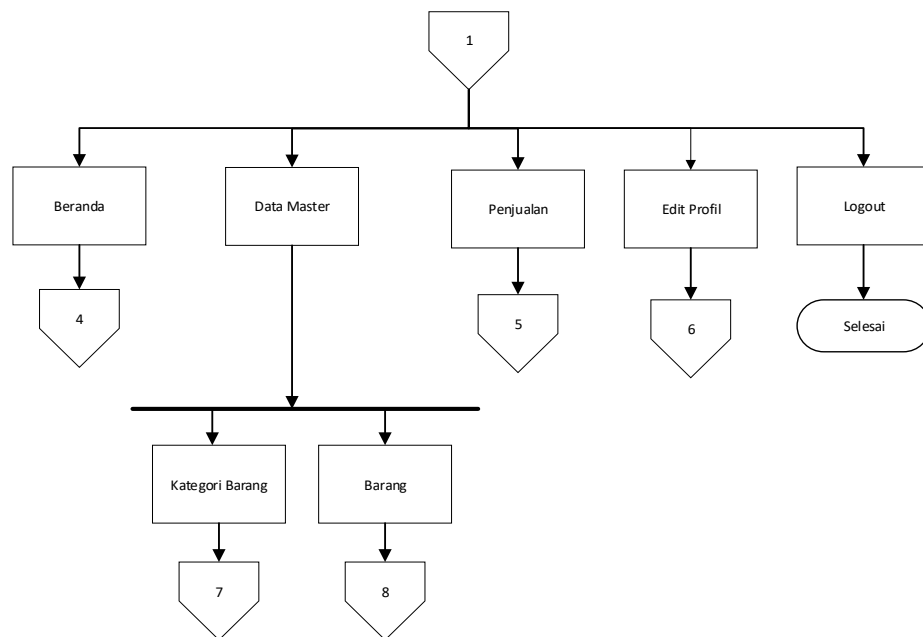 1
Beranda
Data Master
Penjualan
Edit Profil
Logout
4
5
6
Selesai
Kategori Barang
Barang
7
8